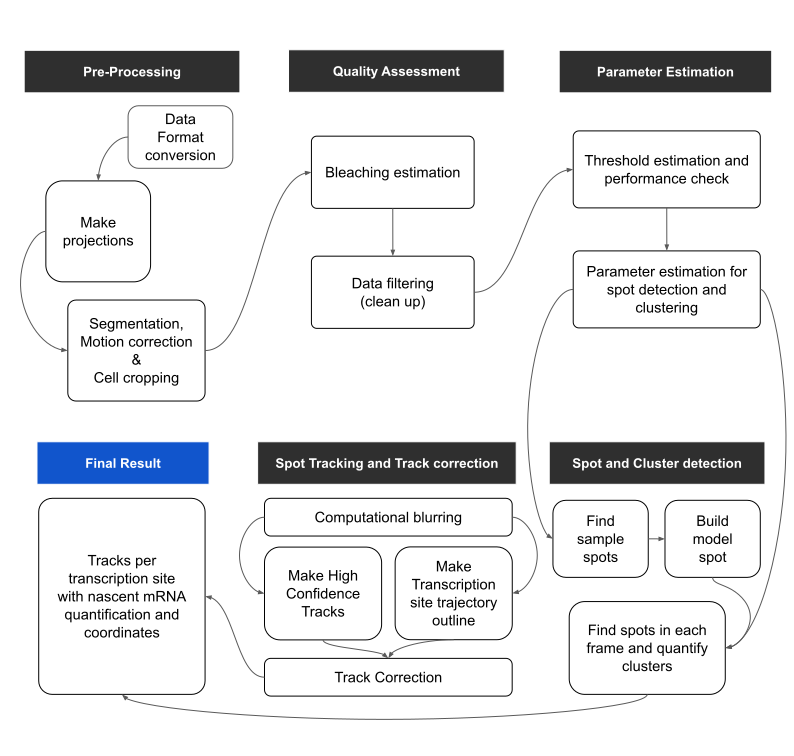 Pre-Processing
Data
Format
conversion
Make
projections
Segmentation,
Motion correction
&
Cell cropping
Quality Assessment
Bleaching estimation
Data filtering
(clean up)
Parameter Estimation
Threshold estimation and
performance check
Parameter estimation for
spot detection and
clustering
Final Result
Tracks per
transcription site
with nascent mRNA
quantification and
coordinates
Spot Tracking and Track correction
Computational blurring
Make High
Confidence
Tracks
Make
Transcription
site trajectory
outline
Track Correction
Spot and Cluster detection
Find
sample
spots
Build
model
spot
Find spots in each
frame and quantify
clusters